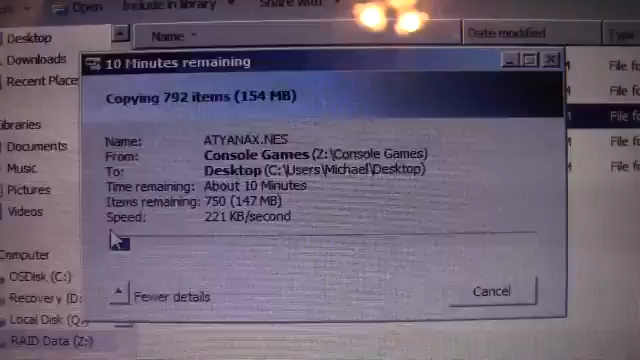 Open
Include in library
Share with
Name
Date modified
Type
Desktop
Downloads
Recent Place
ibraries
Documents
Music
Pictures
Videos
Computer
OSDisk (C:)
Recovery (D:
Local Disk (Q:
RAID Data (Z:)
File fo
File fo
File fo
File fo
File fo
10 Minutes remaining
Copying 792 items (154 MB)
Name: ATYANAX.NES
From: Console Games (Z:\Console Games)
To: Desktop (C:\Users\Michael\Desktop)
Time remaining: About 10 Minutes
Items remaining: 750 (147 MB)
Speed: 221 KB/second
Fewer details
Cancel